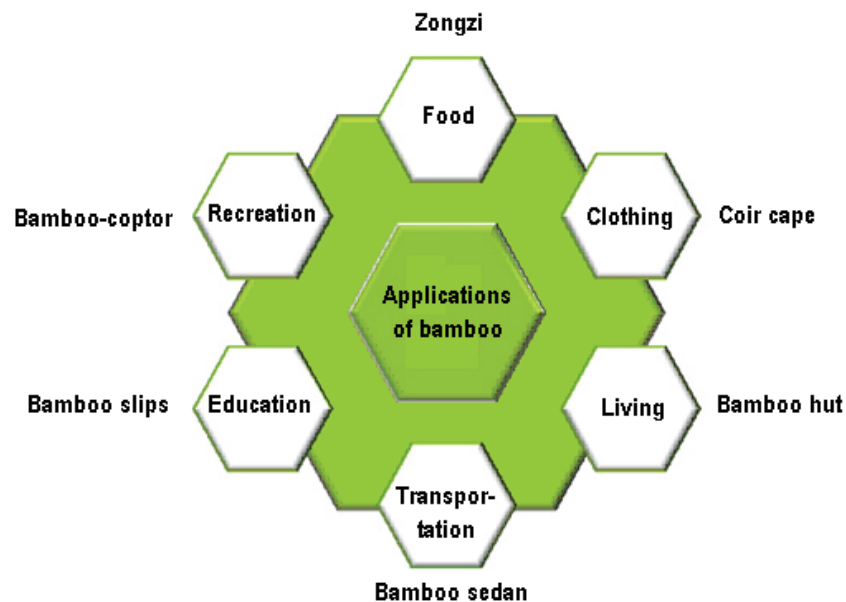 Zongzi
Food
Recreation
Bamboo-coptor
Clothing
Coir cape
Applications
of bamboo
Bamboo slips
Education
Living
Bamboo hut
Transpor-
tation
Bamboo sedan